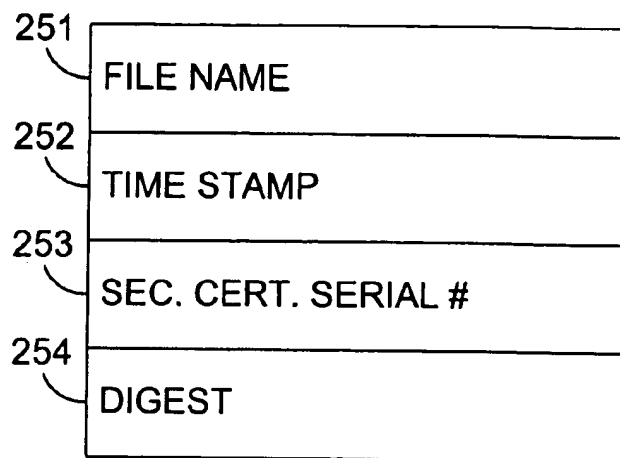 251
FILE NAME
252
TIME STAMP
253
SEC. CERT. SERIAL #
254
DIGEST